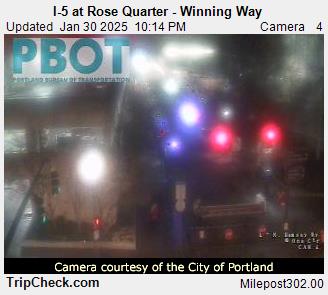 I-5 at Rose Quarter - Winning Way
Updated Jan 30 2025 10:14 PM Camera 4
PBOT
PORTLAND BUREAU OF TRANSPORTATION
Camera courtesy of the City of Portland
TripCheck.com Milepost302.00